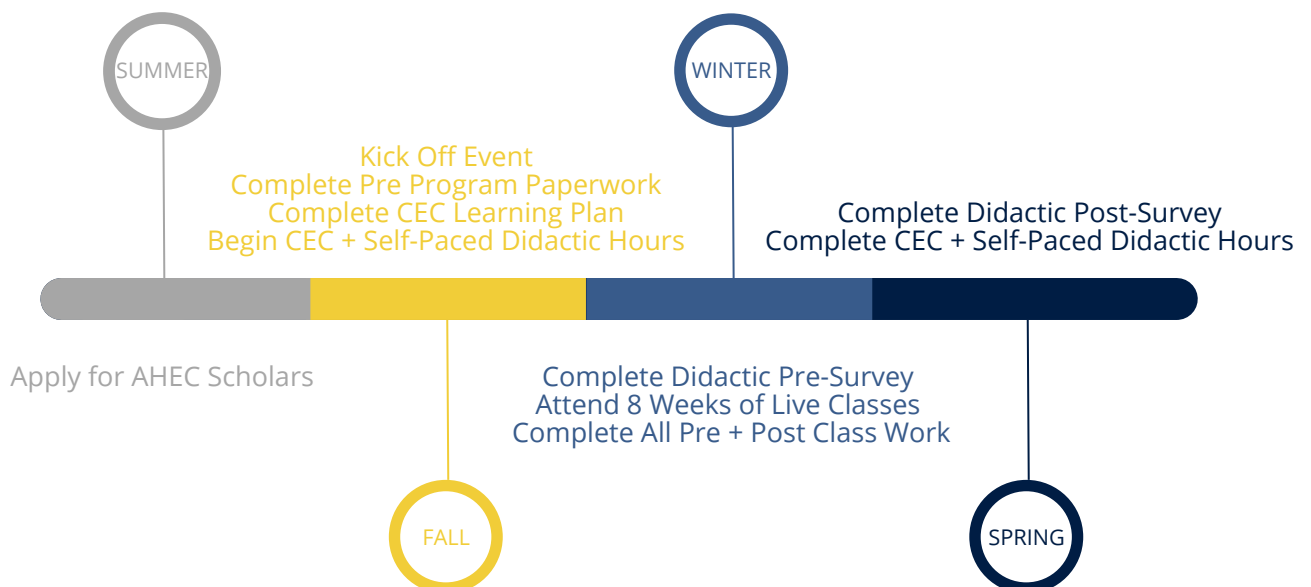 SUMMER
Apply for AHEC Scholars
Kick Off Event
Complete Pre Program Paperwork
Complete CEC Learning Plan
Begin CEC + Self-Paced Didactic Hours
FALL
WINTER
Complete Didactic Pre-Survey
Attend 8 Weeks of Live Classes
Complete All Pre + Post Class Work
Complete Didactic Post-Survey
Complete CEC + Self-Paced Didactic Hours
SPRING